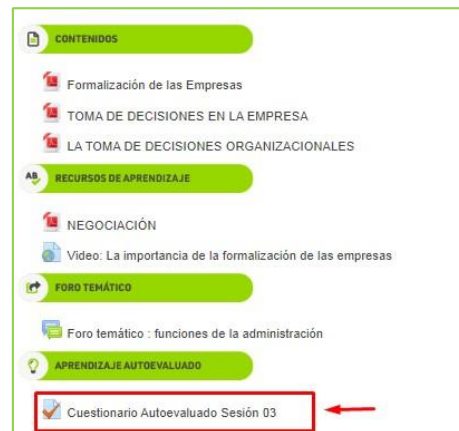 CONTENIDOS
Formalización de las Empresas
TOMA DE DECISIONES EN LA EMPRESA
LA TOMA DE DECISIONES ORGANIZACIONALES
AB
RECURSOS DE APRENDIZAJE
NEGOCIACIÓN
Video: La importancia de la formalización de las empresas
FORO TEMÁTICO
Foro temático : funciones de la administración
APRENDIZAJE AUTOEVALUADO
Cuestionario Autoevaluado Sesión 03